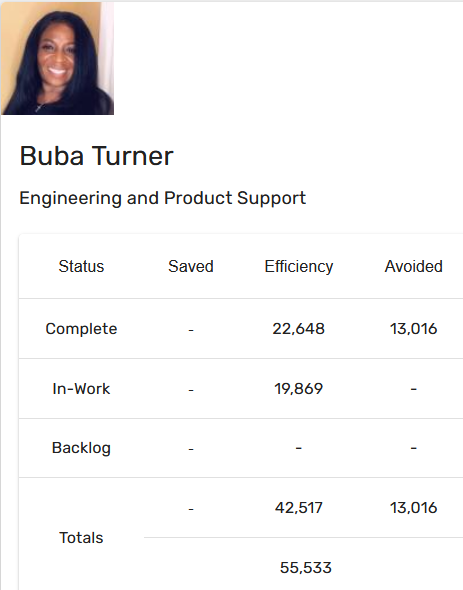 Buba Turner
Engineering and Product Support
Status Saved Efficiency Avoided
Complete - 22,648 13,016
In-Work - 19,869 -
Backlog - - -
- 42,517 13,016
Totals
55,533